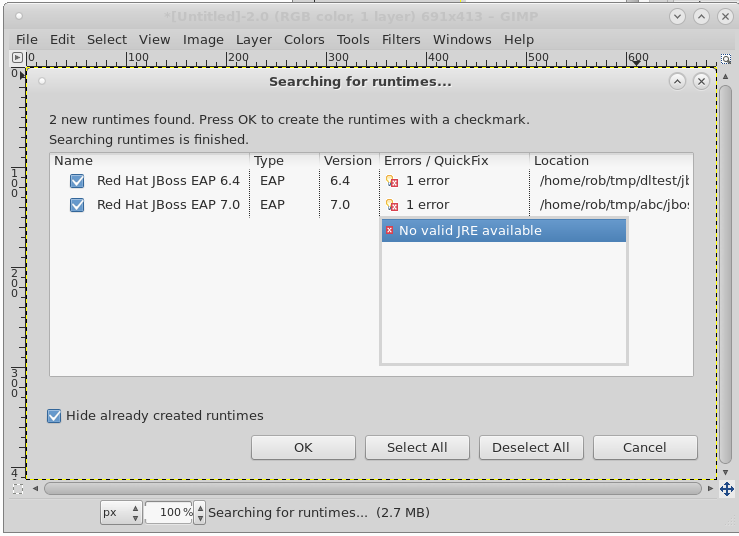 *[Untitled]-2.0 (RGB color, 1 layer) 691x413 – GIMP
File Edit Select View Image Layer Colors Tools Filters Windows Help
0 100 200 300 400 500 600
Searching for runtimes...
2 new runtimes found. Press OK to create the runtimes with a checkmark.
Searching runtimes is finished.
Name Type Version Errors / QuickFix Location
Red Hat JBoss EAP 6.4 EAP 6.4 1 error /home/rob/tmp/dltest/jb
Red Hat JBoss EAP 7.0 EAP 7.0 1 error /home/rob/tmp/abc/jbos
No valid JRE available
Hide already created runtimes
OK Select All Deselect All Cancel
0
100
200
300
4
px 100 % Searching for runtimes... (2.7 MB)